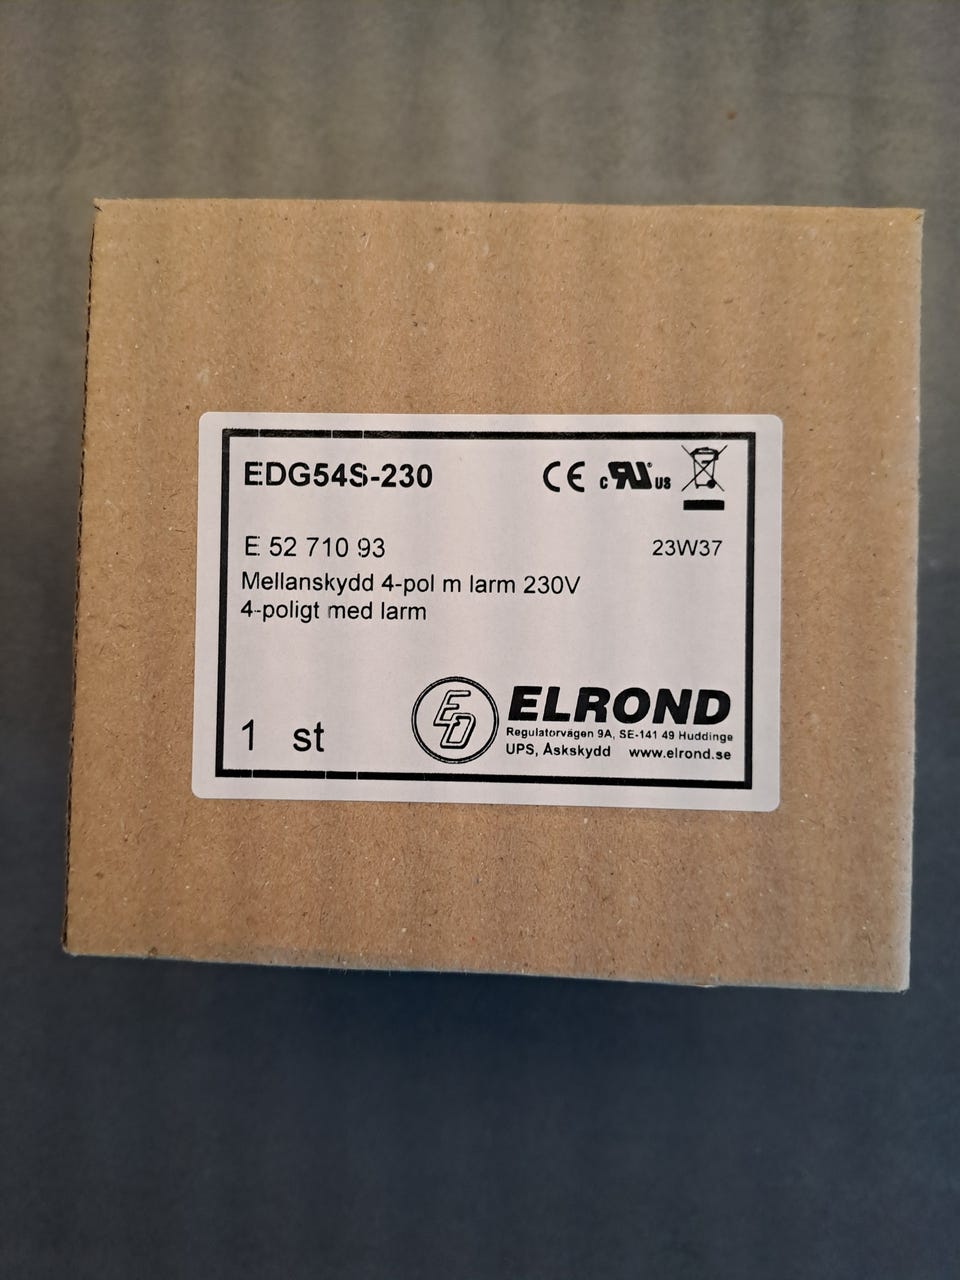 EDG54S-230
CE c RU US
E 52 710 93
23W37
Mellanskydd 4-pol m larm 230V
4-poligt med larm
1 st
ED
ELROND
Regulatorvägen 9A, SE-141 49 Huddinge
UPS, Åskskydd www.elrond.se